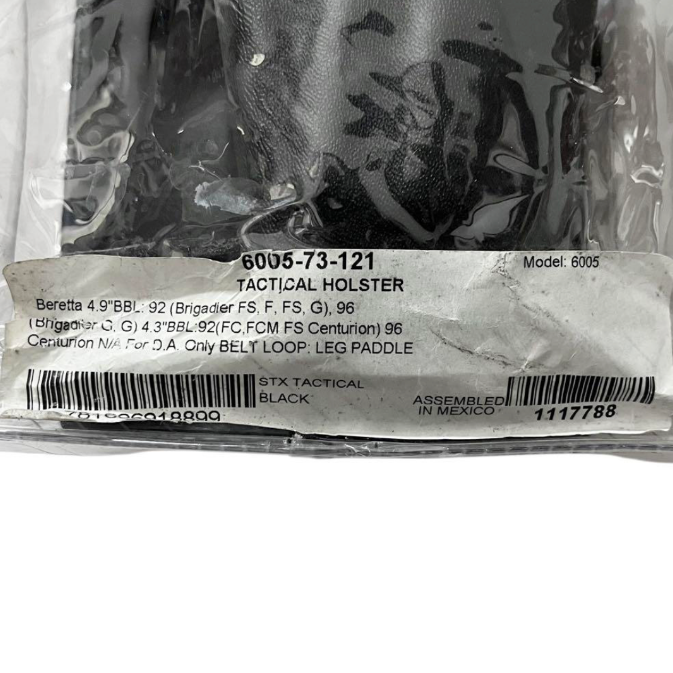 6005-73-121
Model: 6005
TACTICAL HOLSTER
Beretta 4.9"BBL: 92 (Brigadier FS, F, FS, G), 96
(Brigadier G, G) 4.3"BBL:92(FC,FCM FS Centurion) 96
Centurion N/A For D.A. Only BELT LOOP: LEG PADDLE
STX TACTICAL
BLACK
ASSEMBLED
IN MEXICO
1117788